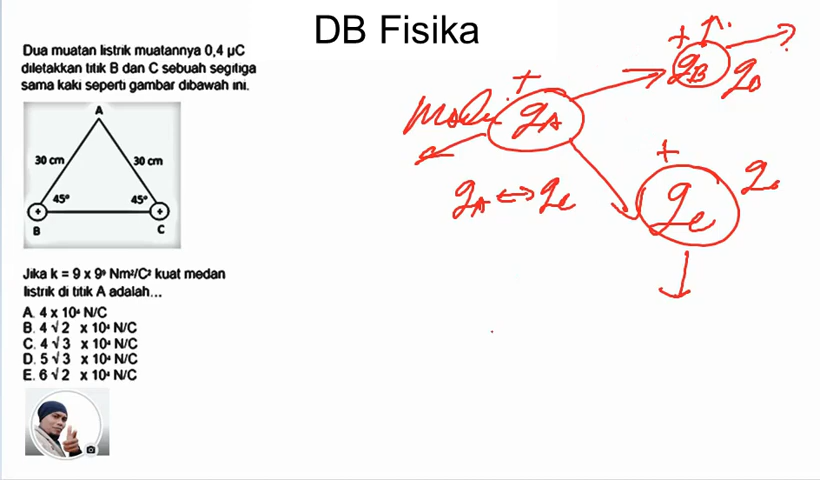 DB Fisika
Dua muatan listrik muatannya 0,4 µC
diletakkan titik B dan C sebuah segitiga
sama kaki seperti gambar dibawah ini.
A
30 cm
30 cm
45°
45°
+
+
B
C
Jika k = 9 x 9⁹ Nm²/C² kuat medan
listrik di titik A adalah...
A. 4 x 10⁴ N/C
B. 4 √2 x 10⁴ N/C
C. 4 √3 x 10⁴ N/C
D. 5 √3 x 10⁴ N/C
E. 6 √2 x 10⁴ N/C
+
qA
+
qB
?
+
qc
qA ↔ qc